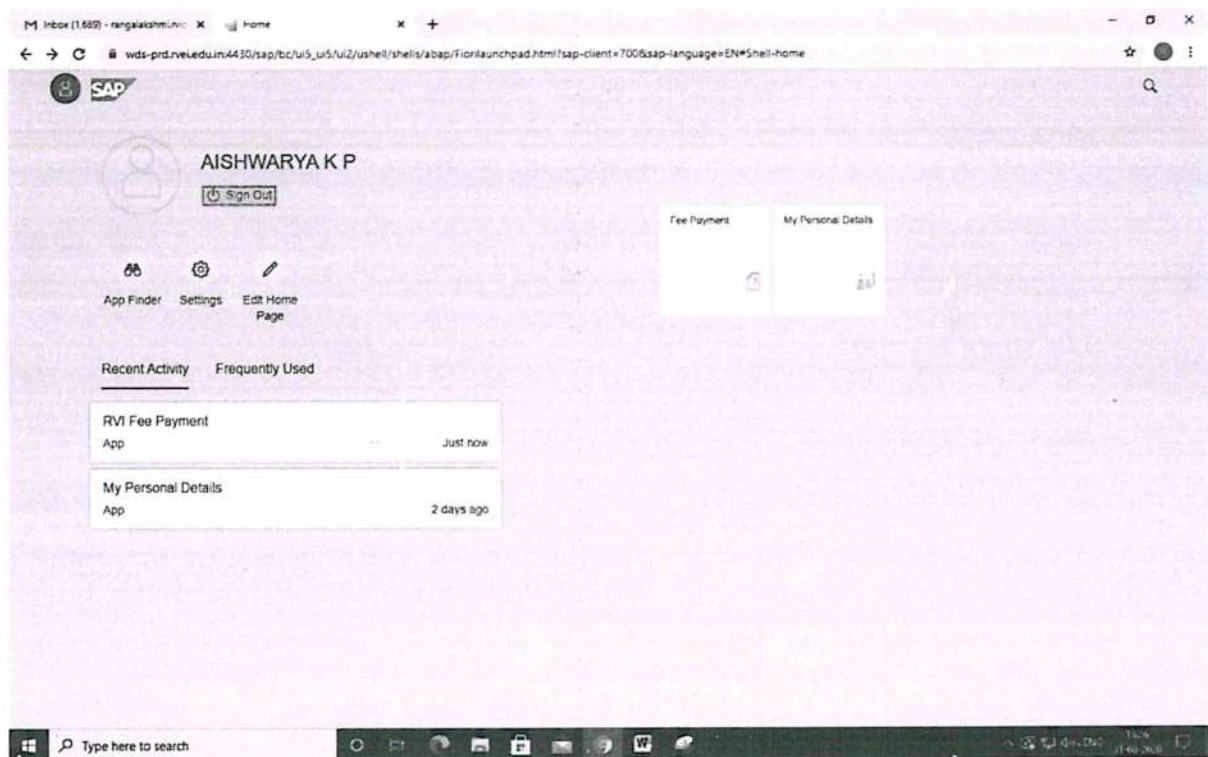 Inbox (1,689) - rangalakshmi.nn
Home
wds-prd.rvei.edu.in:4430/sap/bc/ui5_ui5/ui2/ushell/shells/abap/Fiorilaunchpad.html?sap-client=700&sap-language=EN#Shell-home
SAP
AISHWARYA K P
Sign Out
Fee Payment
My Personal Details
App Finder
Settings
Edit Home
Page
Recent Activity
Frequently Used
RVI Fee Payment
App
Just now
My Personal Details
App
2 days ago
Type here to search
W